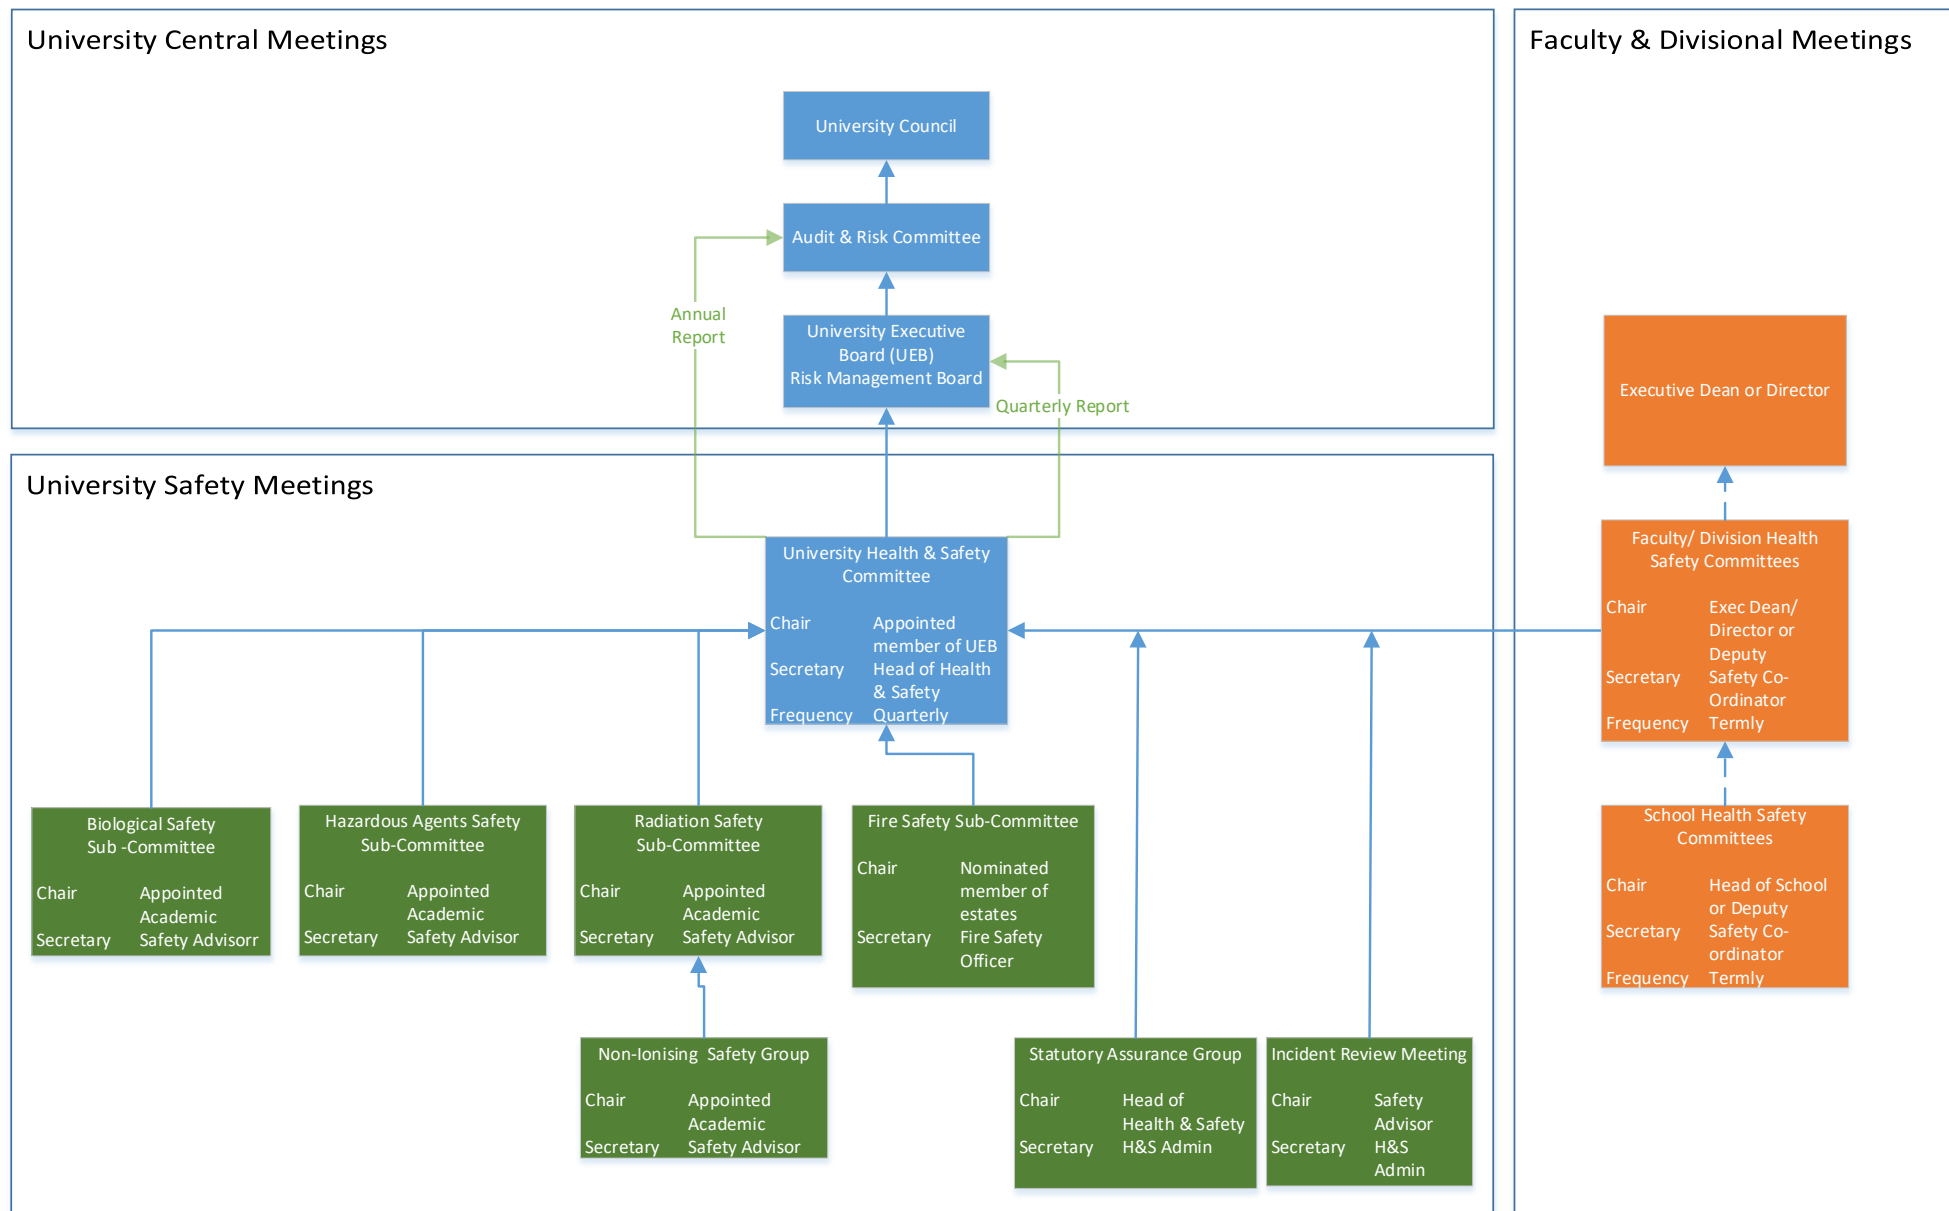 University Central Meetings
University Council
Audit & Risk Committee
Annual
Report
University Executive
Board (UEB)
Risk Management Board
Quarterly Report
University Safety Meetings
University Health & Safety
Committee
Chair Appointed
member of UEB
Secretary Head of Health
& Safety
Frequency Quarterly
Biological Safety
Sub -Committee
Chair Appointed
Academic
Secretary Safety Advisorr
Hazardous Agents Safety
Sub-Committee
Chair Appointed
Academic
Secretary Safety Advisor
Radiation Safety
Sub-Committee
Chair Appointed
Academic
Secretary Safety Advisor
Fire Safety Sub-Committee
Chair Nominated
member of
estates
Secretary Fire Safety
Officer
Non-Ionising Safety Group
Chair Appointed
Academic
Secretary Safety Advisor
Statutory Assurance Group
Chair Head of
Health & Safety
Secretary H&S Admin
Incident Review Meeting
Chair Safety
Advisor
Secretary H&S
Admin
Faculty & Divisional Meetings
Executive Dean or Director
Faculty/ Division Health
Safety Committees
Chair Exec Dean/
Director or
Deputy
Secretary Safety Co-
Ordinator
Frequency Termly
School Health Safety
Committees
Chair Head of School
or Deputy
Secretary Safety Co-
ordinator
Frequency Termly